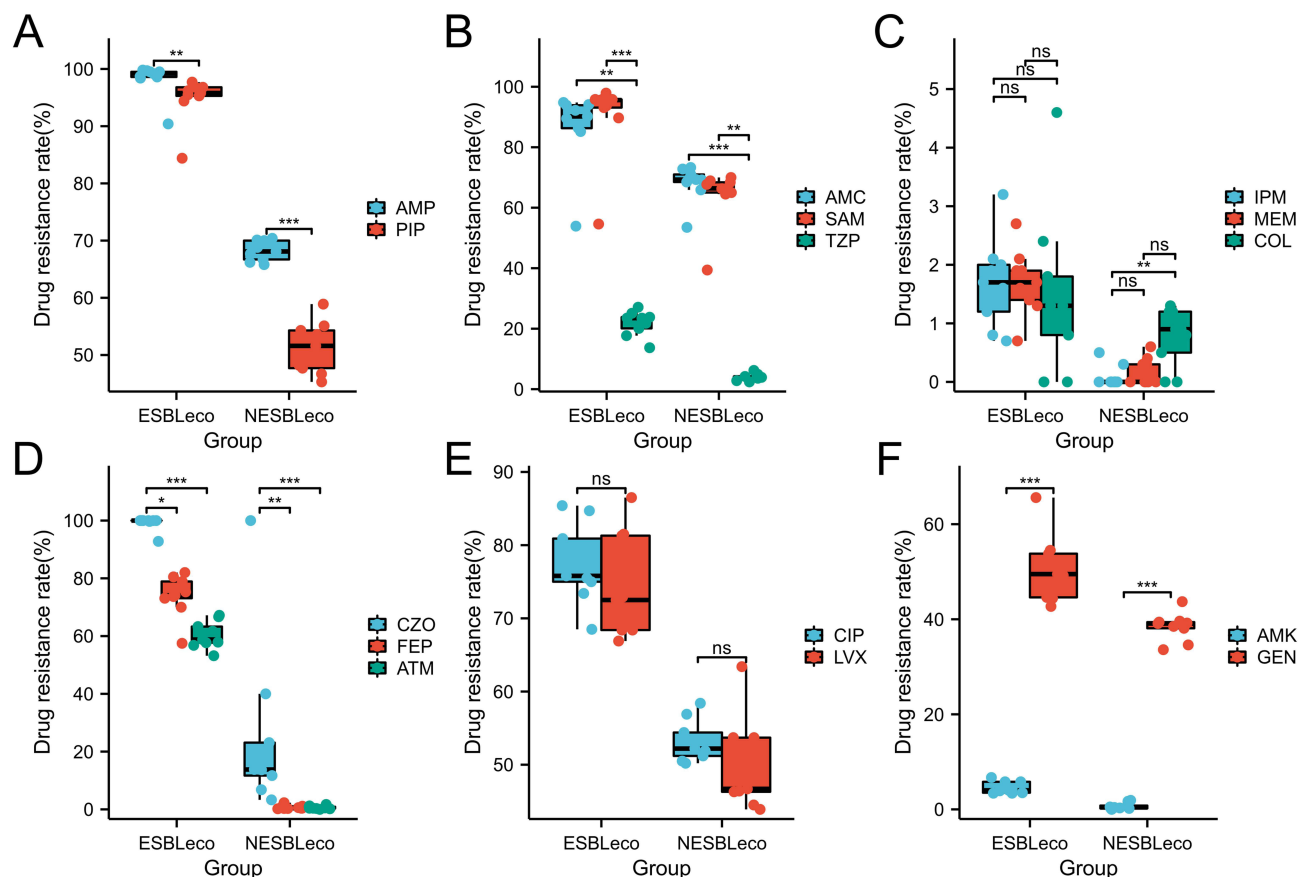 A
Drug resistance rate(%)
100
90
80
70
60
50
**
***
ESBLeco
NESBLeco
Group
AMP
PIP
B
Drug resistance rate(%)
100
80
60
40
20
0
***
**
**
***
ESBLeco
NESBLeco
Group
AMC
SAM
TZP
C
Drug resistance rate(%)
5
4
3
2
1
0
ns
ns
ns
ns
**
ns
ESBLeco
NESBLeco
Group
IPM
MEM
COL
D
Drug resistance rate(%)
100
80
60
40
20
0
***
*
***
**
ESBLeco
NESBLeco
Group
CZO
FEP
ATM
E
Drug resistance rate(%)
90
80
70
60
50
ns
ns
ESBLeco
NESBLeco
Group
CIP
LVX
F
Drug resistance rate(%)
60
40
20
0
***
***
ESBLeco
NESBLeco
Group
AMK
GEN